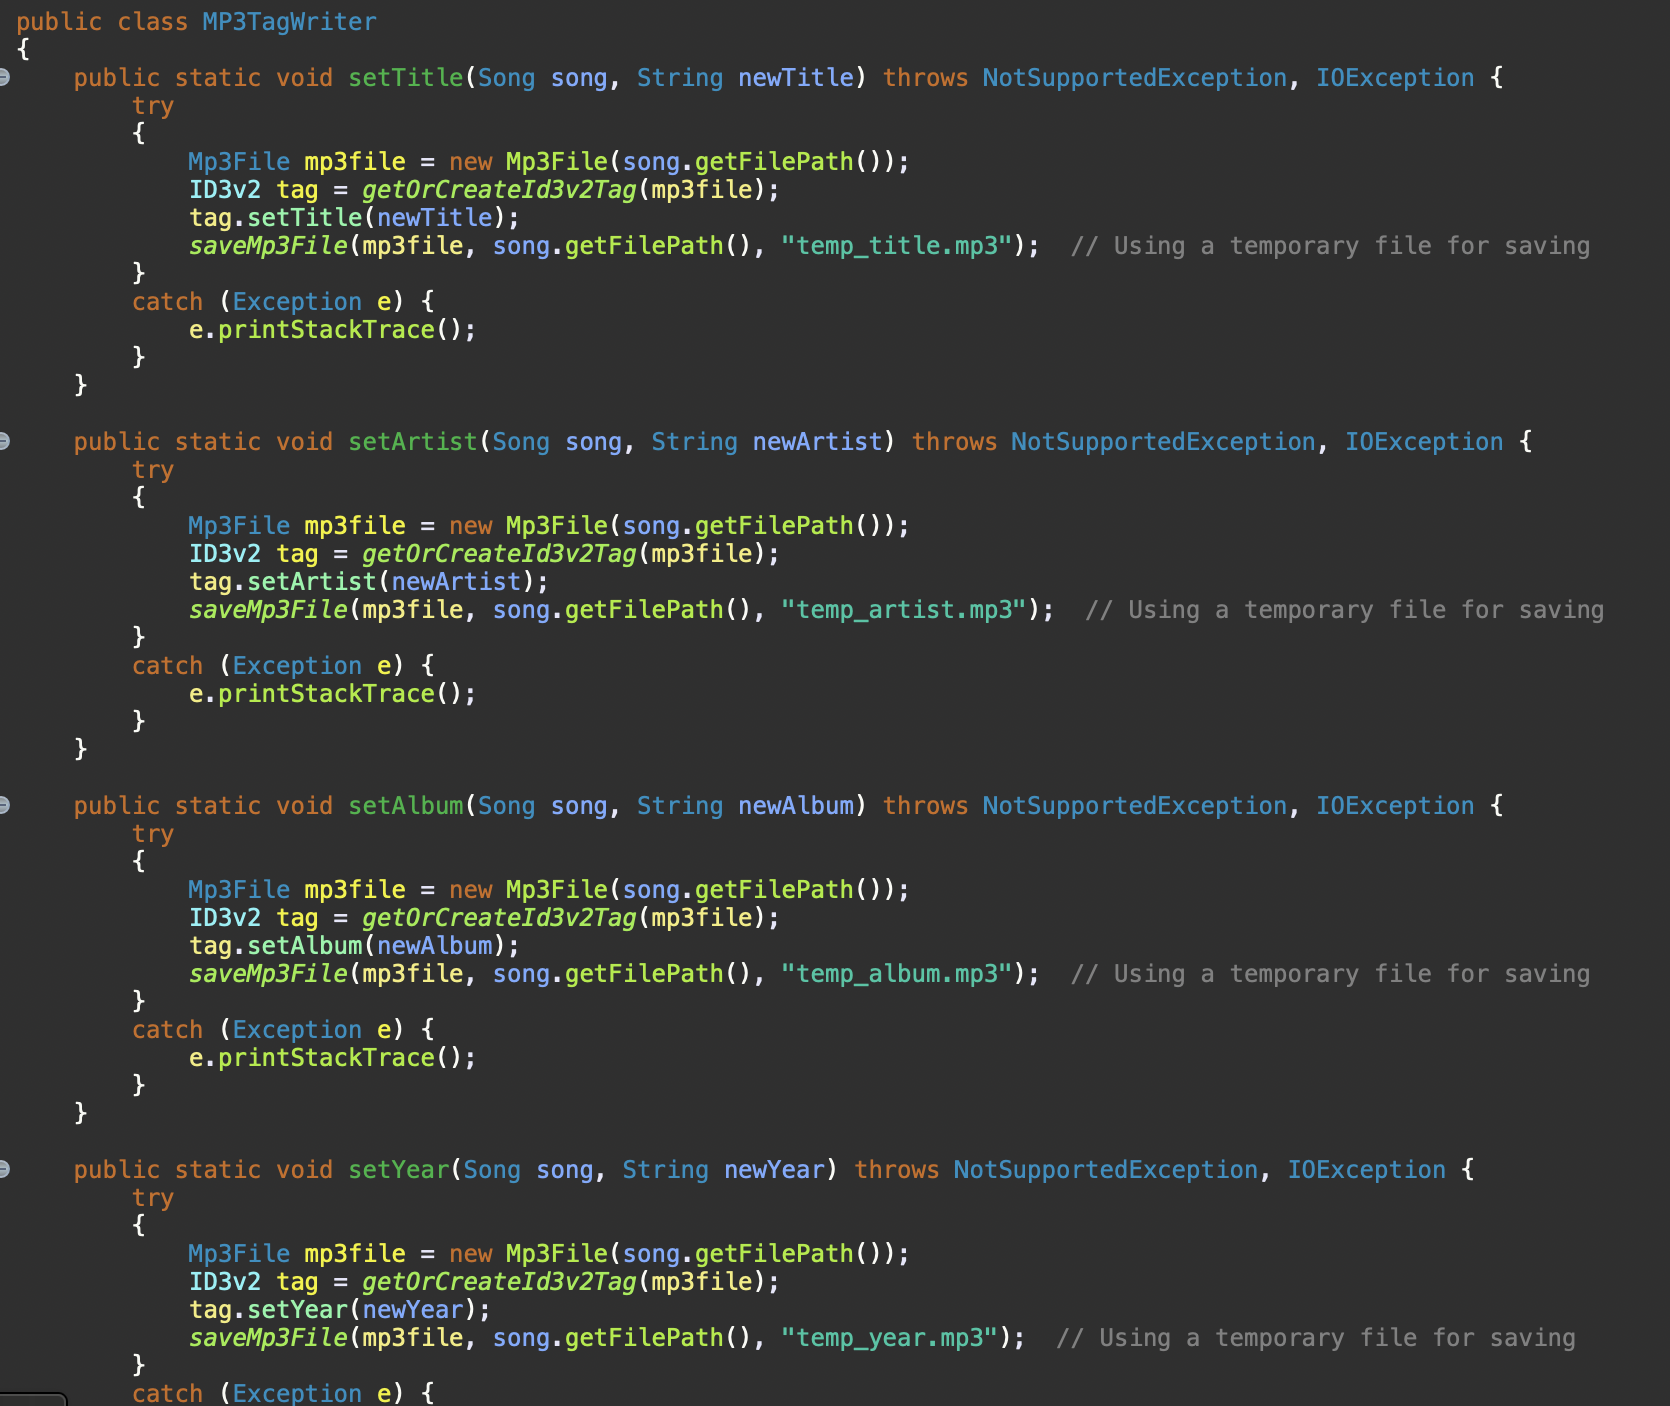 public class MP3TagWriter
{
    public static void setTitle(Song song, String newTitle) throws NotSupportedException, IOException {
        try
        {
            Mp3File mp3file = new Mp3File(song.getFilePath());
            ID3v2 tag = getOrCreateId3v2Tag(mp3file);
            tag.setTitle(newTitle);
            saveMp3File(mp3file, song.getFilePath(), "temp_title.mp3");  // Using a temporary file for saving
        }
        catch (Exception e) {
            e.printStackTrace();
        }
    }

    public static void setArtist(Song song, String newArtist) throws NotSupportedException, IOException {
        try
        {
            Mp3File mp3file = new Mp3File(song.getFilePath());
            ID3v2 tag = getOrCreateId3v2Tag(mp3file);
            tag.setArtist(newArtist);
            saveMp3File(mp3file, song.getFilePath(), "temp_artist.mp3");  // Using a temporary file for saving
        }
        catch (Exception e) {
            e.printStackTrace();
        }
    }

    public static void setAlbum(Song song, String newAlbum) throws NotSupportedException, IOException {
        try
        {
            Mp3File mp3file = new Mp3File(song.getFilePath());
            ID3v2 tag = getOrCreateId3v2Tag(mp3file);
            tag.setAlbum(newAlbum);
            saveMp3File(mp3file, song.getFilePath(), "temp_album.mp3");  // Using a temporary file for saving
        }
        catch (Exception e) {
            e.printStackTrace();
        }
    }

    public static void setYear(Song song, String newYear) throws NotSupportedException, IOException {
        try
        {
            Mp3File mp3file = new Mp3File(song.getFilePath());
            ID3v2 tag = getOrCreateId3v2Tag(mp3file);
            tag.setYear(newYear);
            saveMp3File(mp3file, song.getFilePath(), "temp_year.mp3");  // Using a temporary file for saving
        }
        catch (Exception e) {